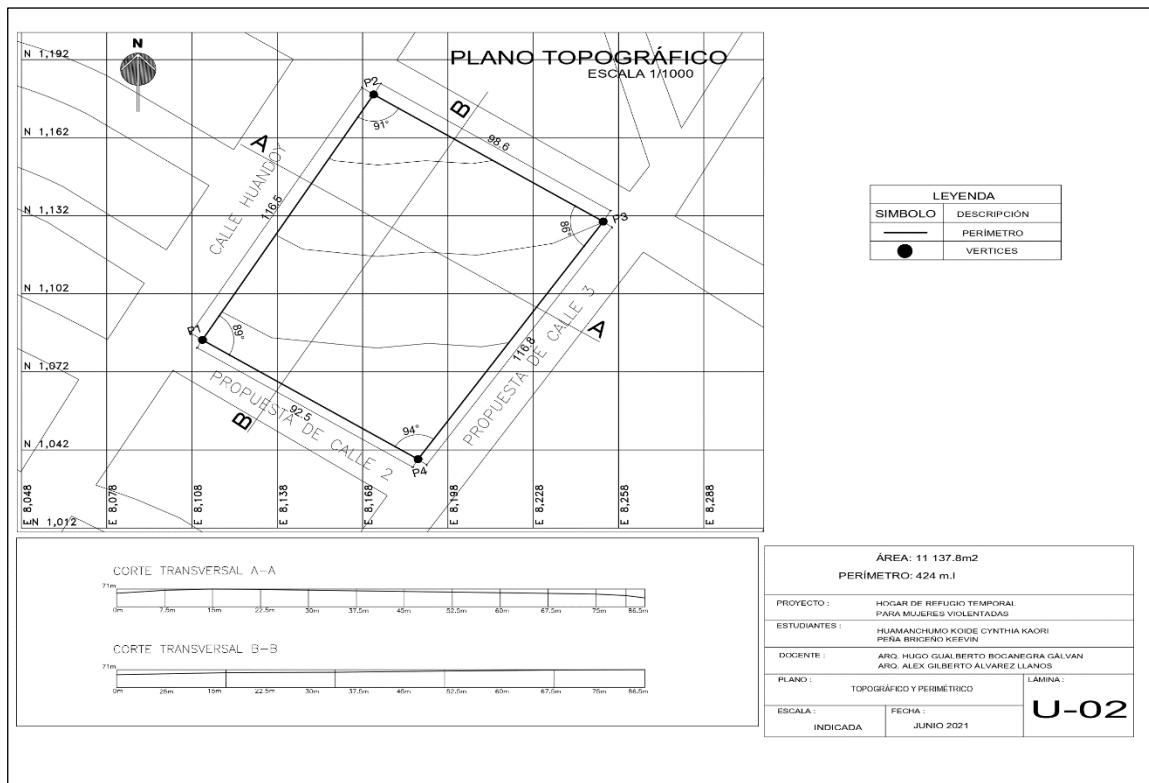 PLANO TOPOGRÁFICO
ESCALA 1/1000
N
N 1,192
N 1,162
N 1,132
N 1,102
N 1,072
N 1,042
N 1,012
E 8,048
E 8,078
E 8,108
E 8,138
E 8,168
E 8,198
E 8,228
E 8,258
E 8,288
P2
91°
B
98.6
A
CALLE HUANDOY
116.5
P3
86°
P1
89°
A
PROPUESTA DE CALLE 3
116.8
PROPUESTA DE CALLE 2
92.5
B
94°
P4
LEYENDA
SIMBOLO DESCRIPCIÓN
PERÍMETRO
VERTICES
CORTE TRANSVERSAL A-A
71m
0m 7.5m 15m 22.5m 30m 37.5m 45m 52.5m 60m 67.5m 75m 82.5m 86.5m
CORTE TRANSVERSAL B-B
71m
0m 25m 15m 22.5m 30m 37.5m 45m 52.5m 60m 67.5m 75m 86.5m
ÁREA: 11 137.8m2
PERÍMETRO: 424 m.l
PROYECTO : HOGAR DE REFUGIO TEMPORAL
PARA MUJERES VIOLENTADAS
ESTUDIANTES : HUAMANCHUMO KOIDE CYNTHIA KAORI
PEÑA BRICEÑO KEEVIN
DOCENTE : ARQ. HUGO GUALBERTO BOCANEGRA GÁLVAN
ARQ. ALEX GILBERTO ÁLVAREZ LLANOS
PLANO :
TOPOGRÁFICO Y PERIMÉTRICO
LÁMINA :
U-02
ESCALA :
INDICADA
FECHA :
JUNIO 2021